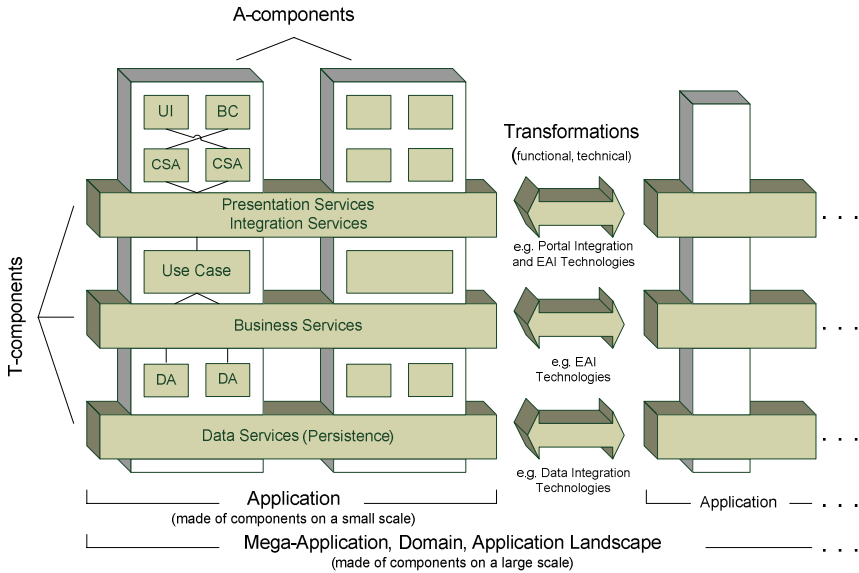 A-components
UI
BC
CSA
CSA
Presentation Services
Integration Services
Use Case
Business Services
DA
DA
Data Services (Persistence)
T-components
Transformations
(functional, technical)
e.g. Portal Integration
and EAI Technologies
e.g. EAI
Technologies
e.g. Data Integration
Technologies
. . .
. . .
. . .
Application
(made of components on a small scale)
Application
. . .
Mega-Application, Domain, Application Landscape
(made of components on a large scale)
. . .